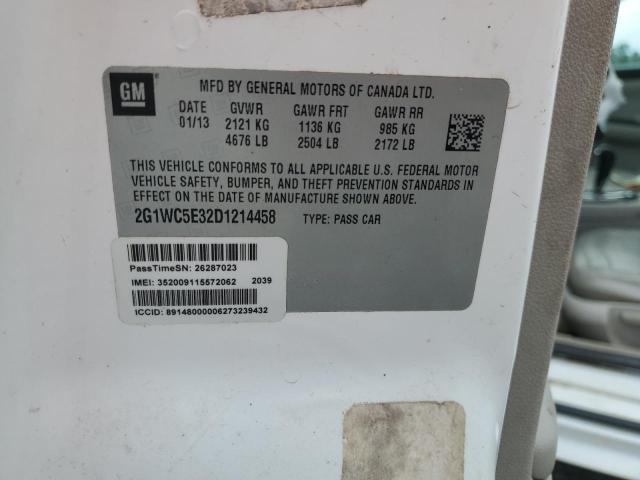 GM
MFD BY GENERAL MOTORS OF CANADA LTD.
DATE GVWR GAWR FRT GAWR RR
01/13 2121 KG 1136 KG 985 KG
4676 LB 2504 LB 2172 LB
THIS VEHICLE CONFORMS TO ALL APPLICABLE U.S. FEDERAL MOTOR
VEHICLE SAFETY, BUMPER, AND THEFT PREVENTION STANDARDS IN
EFFECT ON THE DATE OF MANUFACTURE SHOWN ABOVE.
2G1WC5E32D1214458 TYPE: PASS CAR
PassTimeSN: 26287023
IMEI: 352009115572062 2039
ICCID: 89148000006273239432